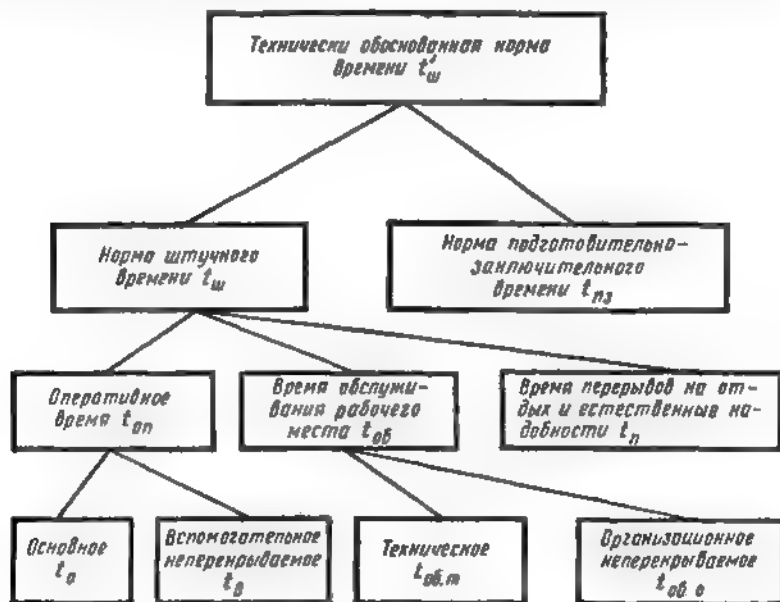 Технически обоснованная норма
времени t'ш
Норма штучного
времени tш
Норма подготовительно-
заключительного
времени tпз
Оперативное
время tоп
Время обслужи-
вания рабочего
места tоб
Время перерывов на от-
дых и естественные на-
добности tп
Основное
tо
Вспомогательное
неперекрываемое
tв
Техническое
tоб.т
Организационное
неперекрываемое
tоб.о